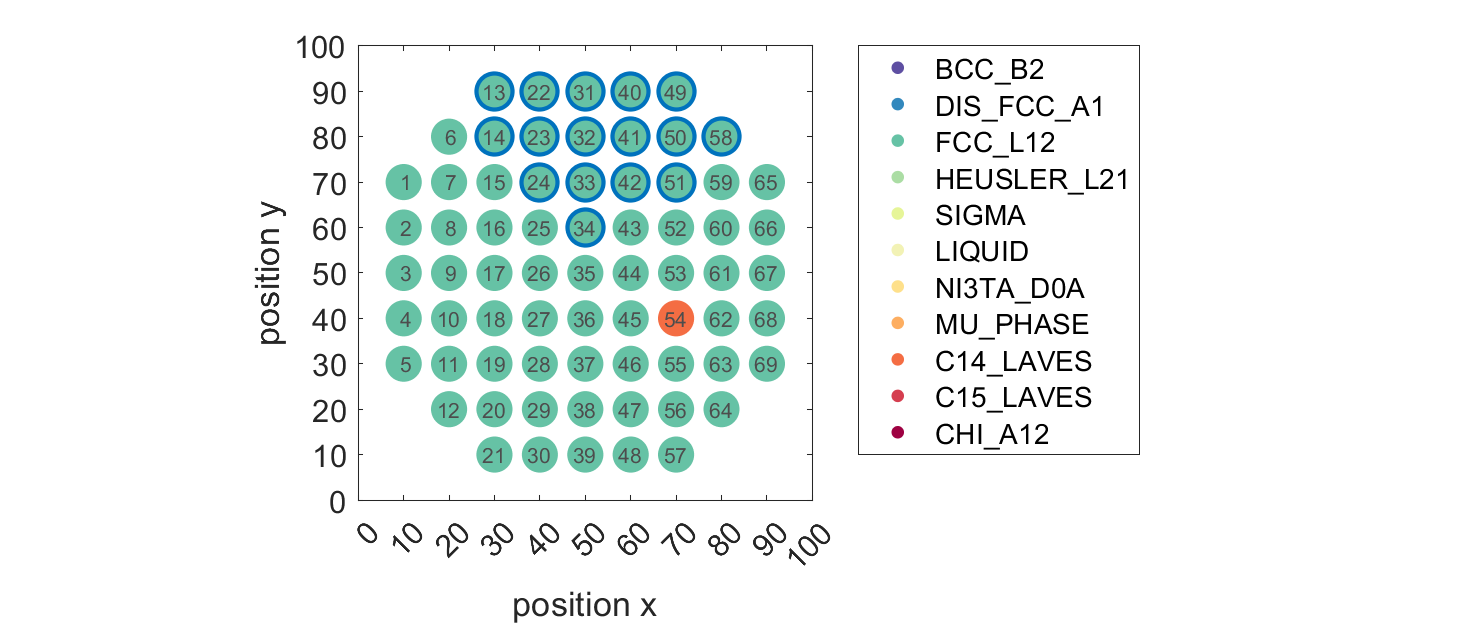 100
90 13 22 31 40 49
80 6 14 23 32 41 50 58
70 1 7 15 24 33 42 51 59 65
60 2 8 16 25 34 43 52 60 66
50 3 9 17 26 35 44 53 61 67
40 4 10 18 27 36 45 54 62 68
30 5 11 19 28 37 46 55 63 69
20 12 20 29 38 47 56 64
10 21 30 39 48 57
0
0 10 20 30 40 50 60 70 80 90 100
position x
position y
BCC_B2
DIS_FCC_A1
FCC_L12
HEUSLER_L21
SIGMA
LIQUID
NI3TA_D0A
MU_PHASE
C14_LAVES
C15_LAVES
CHI_A12